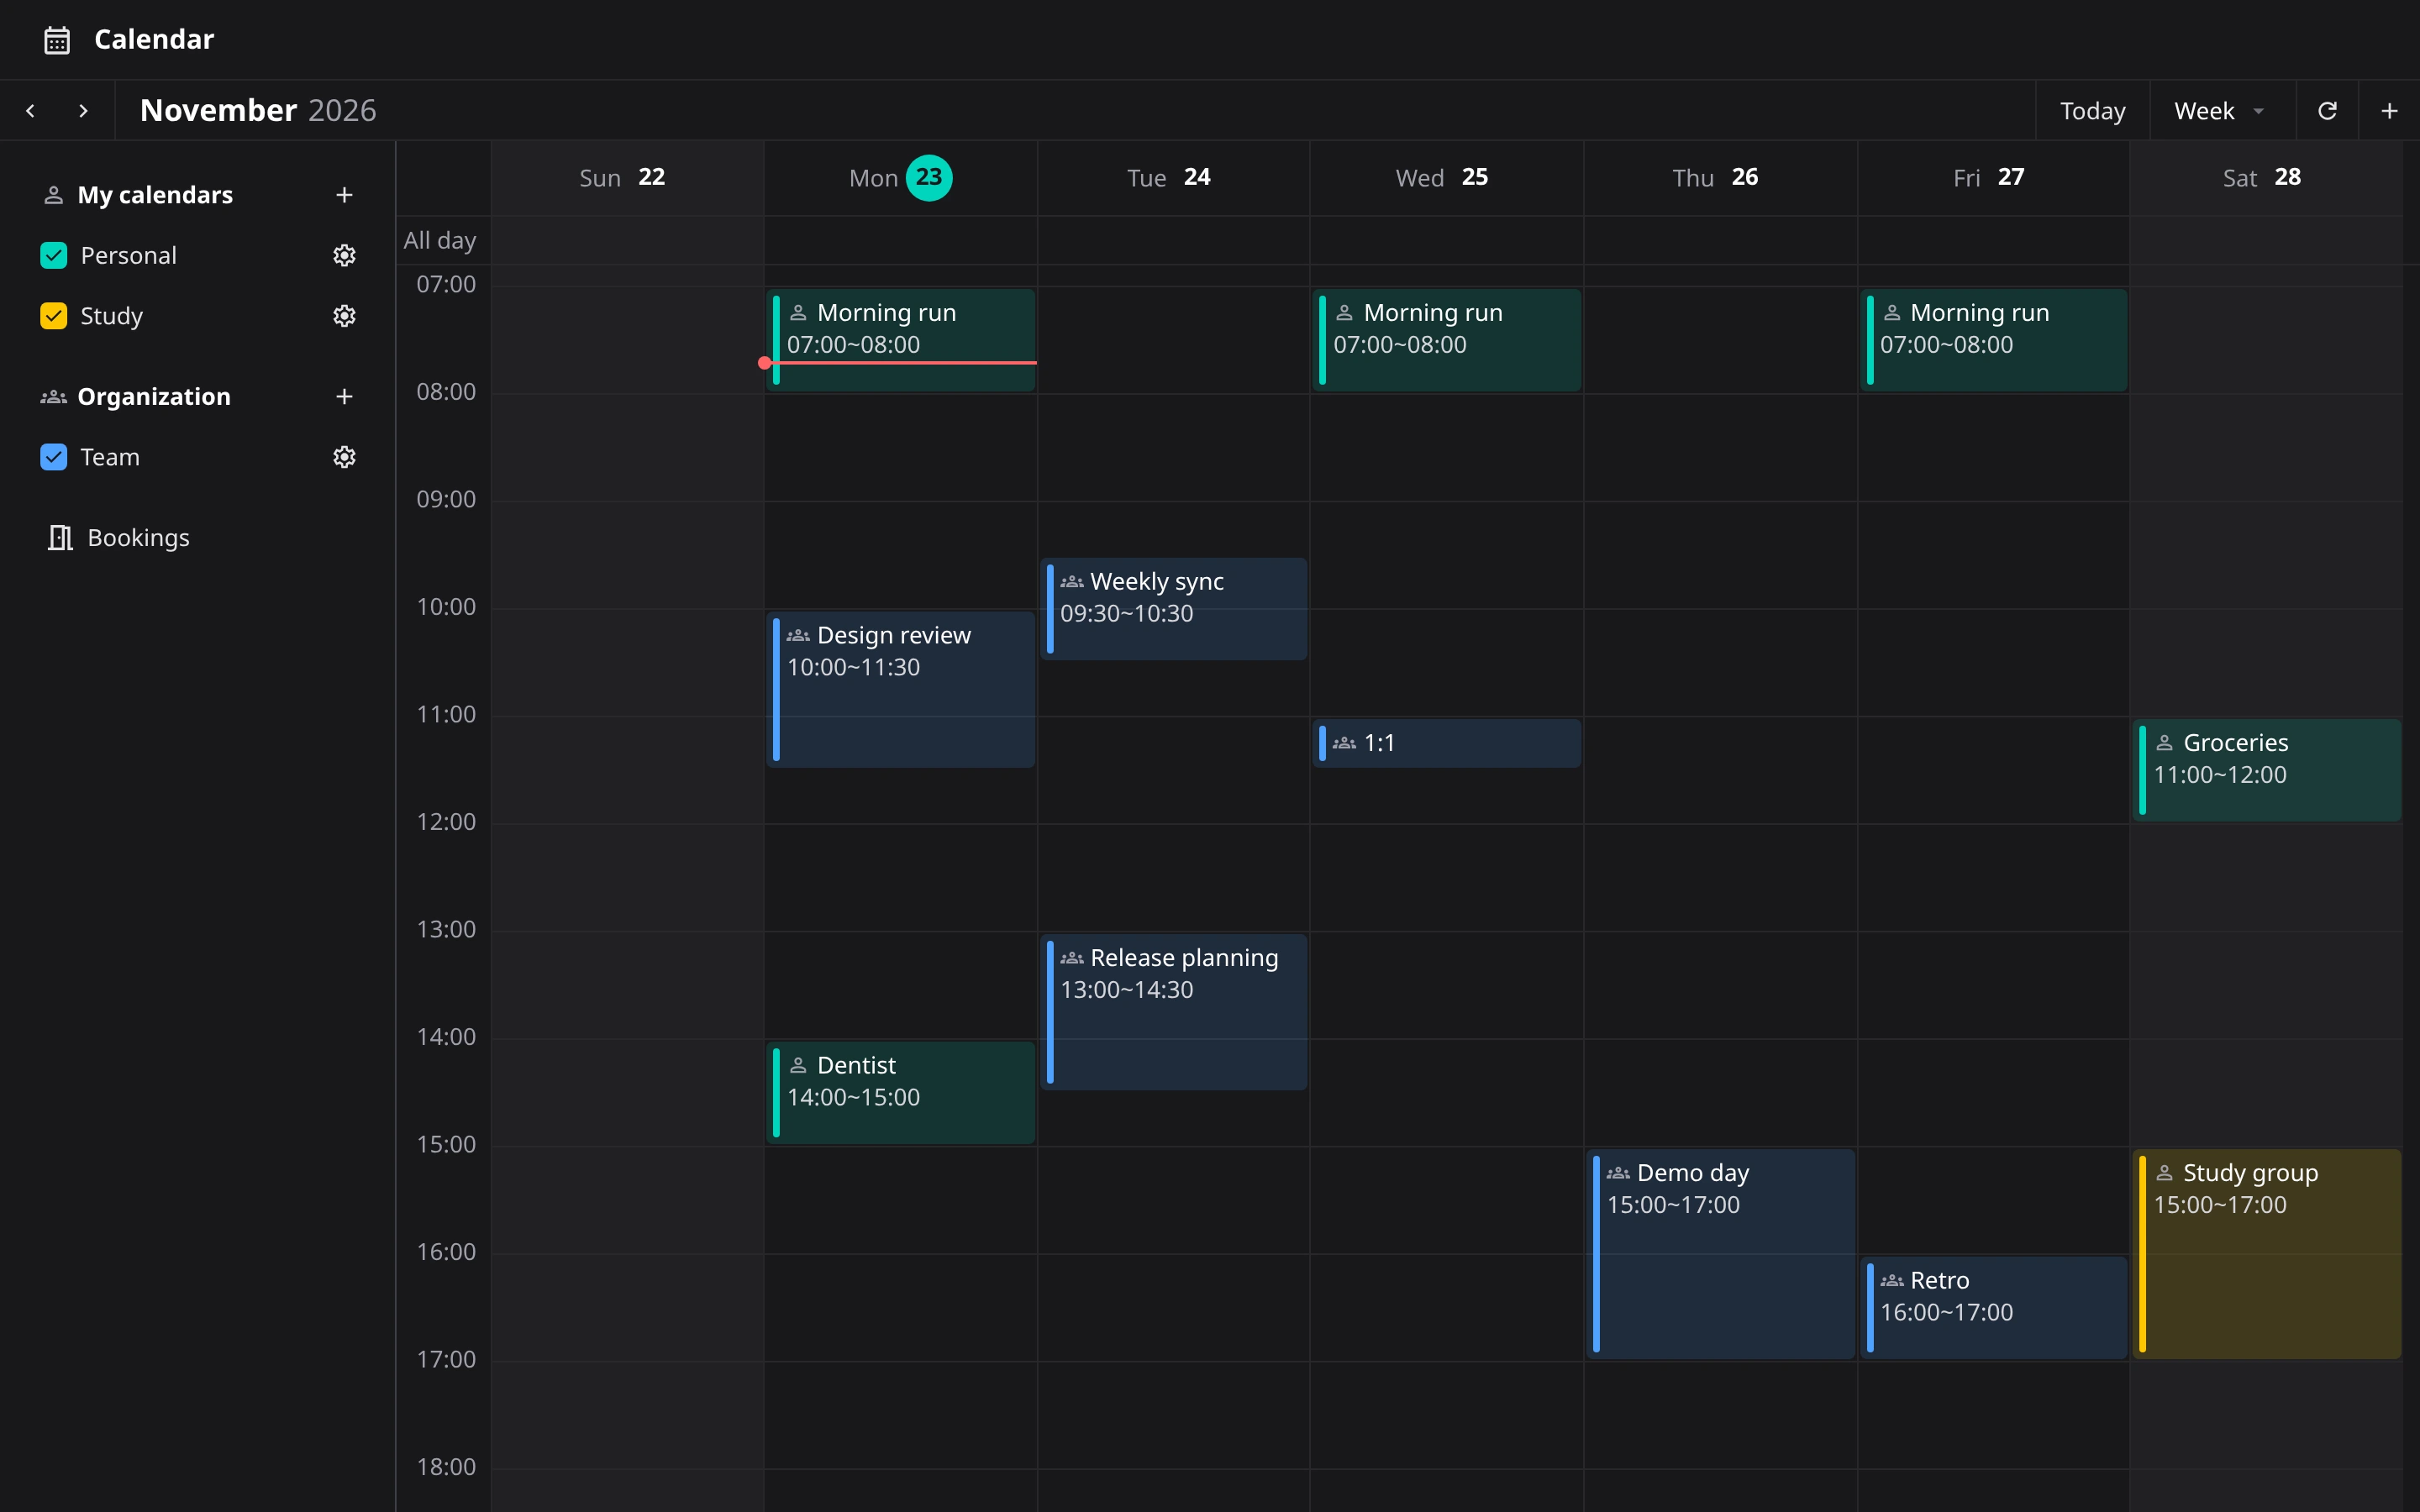 Calendar
November 2026
Today
Week
My calendars
Personal
Study
Organization
Team
Bookings
Sun 22
Mon 23
Tue 24
Wed 25
Thu 26
Fri 27
Sat 28
All day
07:00
08:00
09:00
10:00
11:00
12:00
13:00
14:00
15:00
16:00
17:00
18:00
Morning run
07:00~08:00
Design review
10:00~11:30
Dentist
14:00~15:00
Weekly sync
09:30~10:30
Release planning
13:00~14:30
Morning run
07:00~08:00
1:1
Demo day
15:00~17:00
Morning run
07:00~08:00
Retro
16:00~17:00
Groceries
11:00~12:00
Study group
15:00~17:00